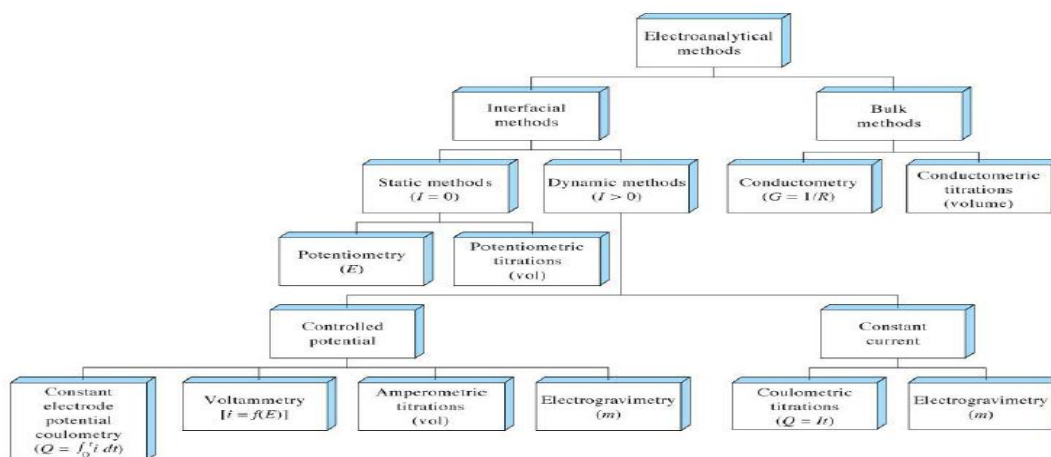 Electroanalytical
methods
Interfacial
methods
Bulk
methods
Static methods
(I = 0)
Dynamic methods
(I > 0)
Conductometry
(G = 1/R)
Conductometric
titrations
(volume)
Potentiometry
(E)
Potentiometric
titrations
(vol)
Controlled
potential
Constant
current
Constant
electrode
potential
coulometry
(Q = ∫₀ᵗ i dt)
Voltammetry
[i = f(E)]
Amperometric
titrations
(vol)
Electrogravimetry
(m)
Coulometric
titrations
(Q = It)
Electrogravimetry
(m)